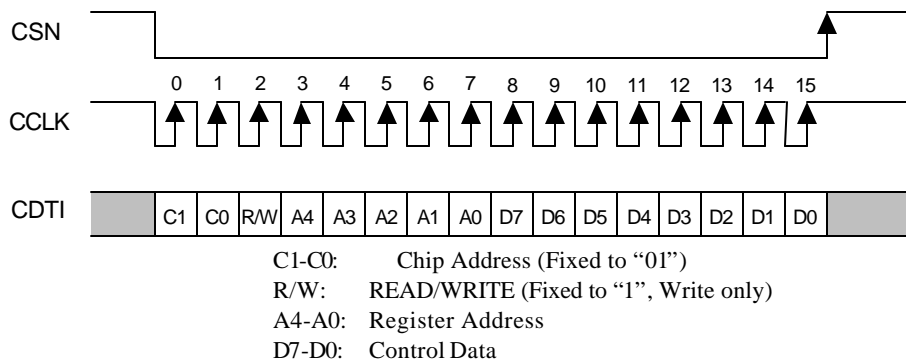 CSN
0 1 2 3 4 5 6 7 8 9 10 11 12 13 14 15
CCLK
CDTI C1 C0 R/W A4 A3 A2 A1 A0 D7 D6 D5 D4 D3 D2 D1 D0
C1-C0: Chip Address (Fixed to “01”)
R/W: READ/WRITE (Fixed to “1”, Write only)
A4-A0: Register Address
D7-D0: Control Data